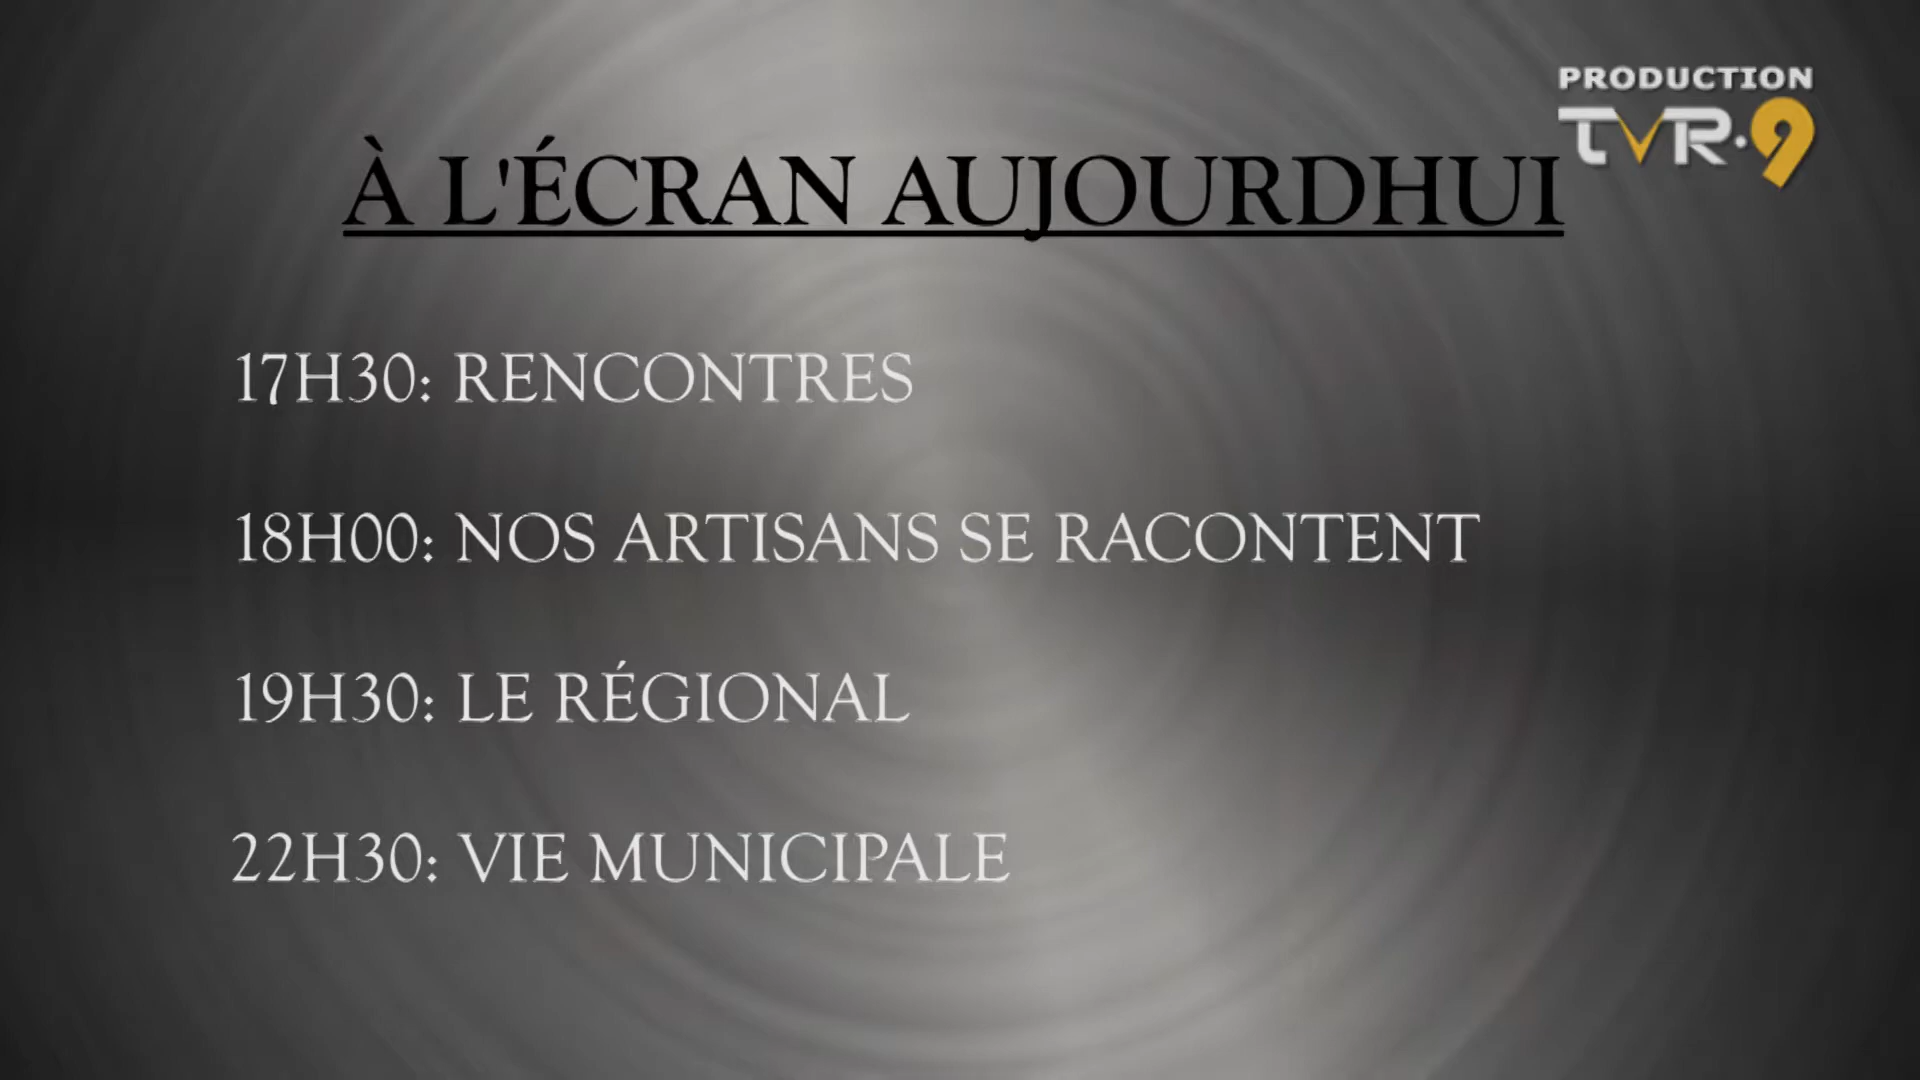 PRODUCTION
TVR·9
À L'ÉCRAN AUJOURDHUI
17H30: RENCONTRES
18H00: NOS ARTISANS SE RACONTENT
19H30: LE RÉGIONAL
22H30: VIE MUNICIPALE